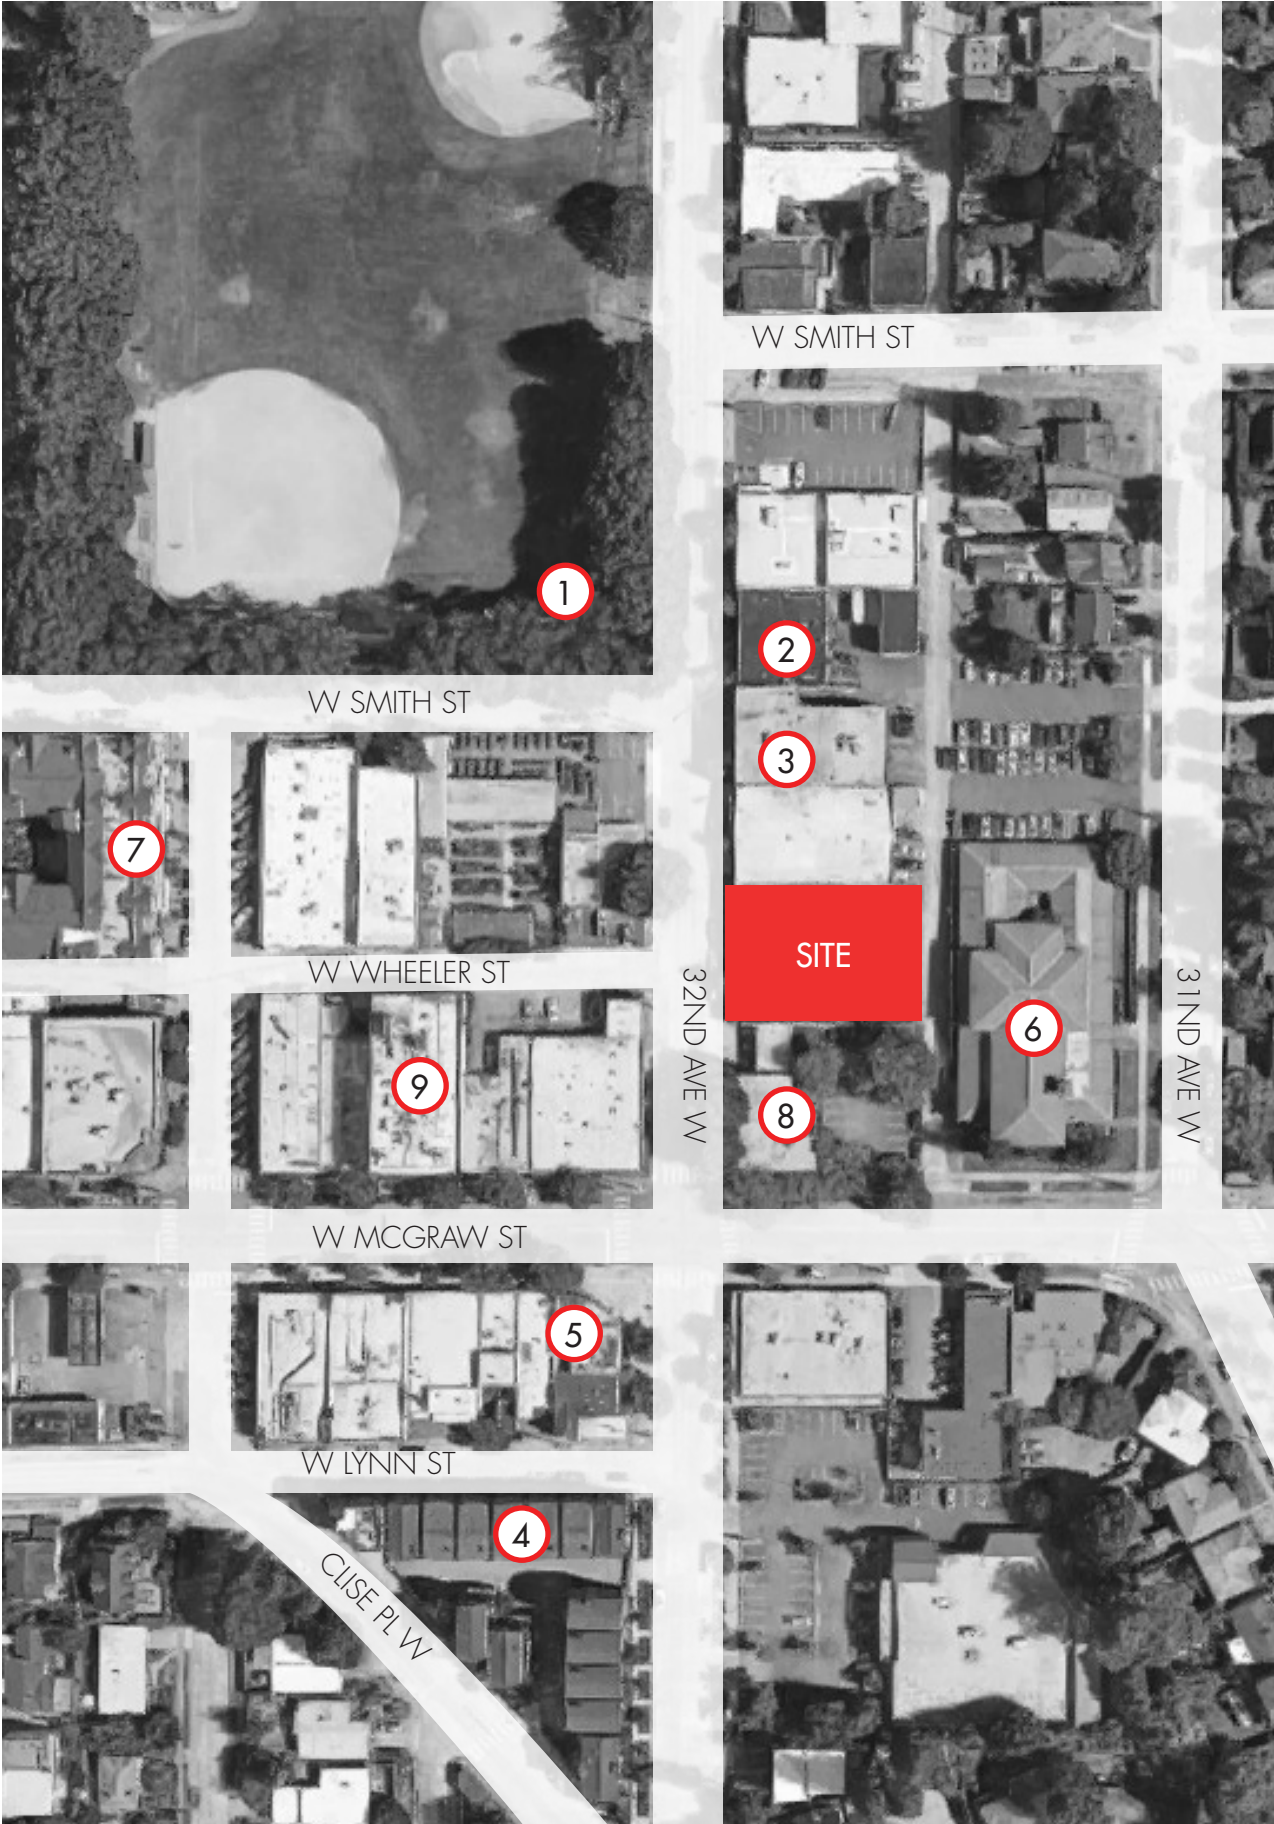 W SMITH ST
1
2
W SMITH ST
3
7
SITE
W WHEELER ST
32ND AVE W
31ND AVE W
6
9
8
W MCGRAW ST
5
W LYNN ST
4
CLISE PL W